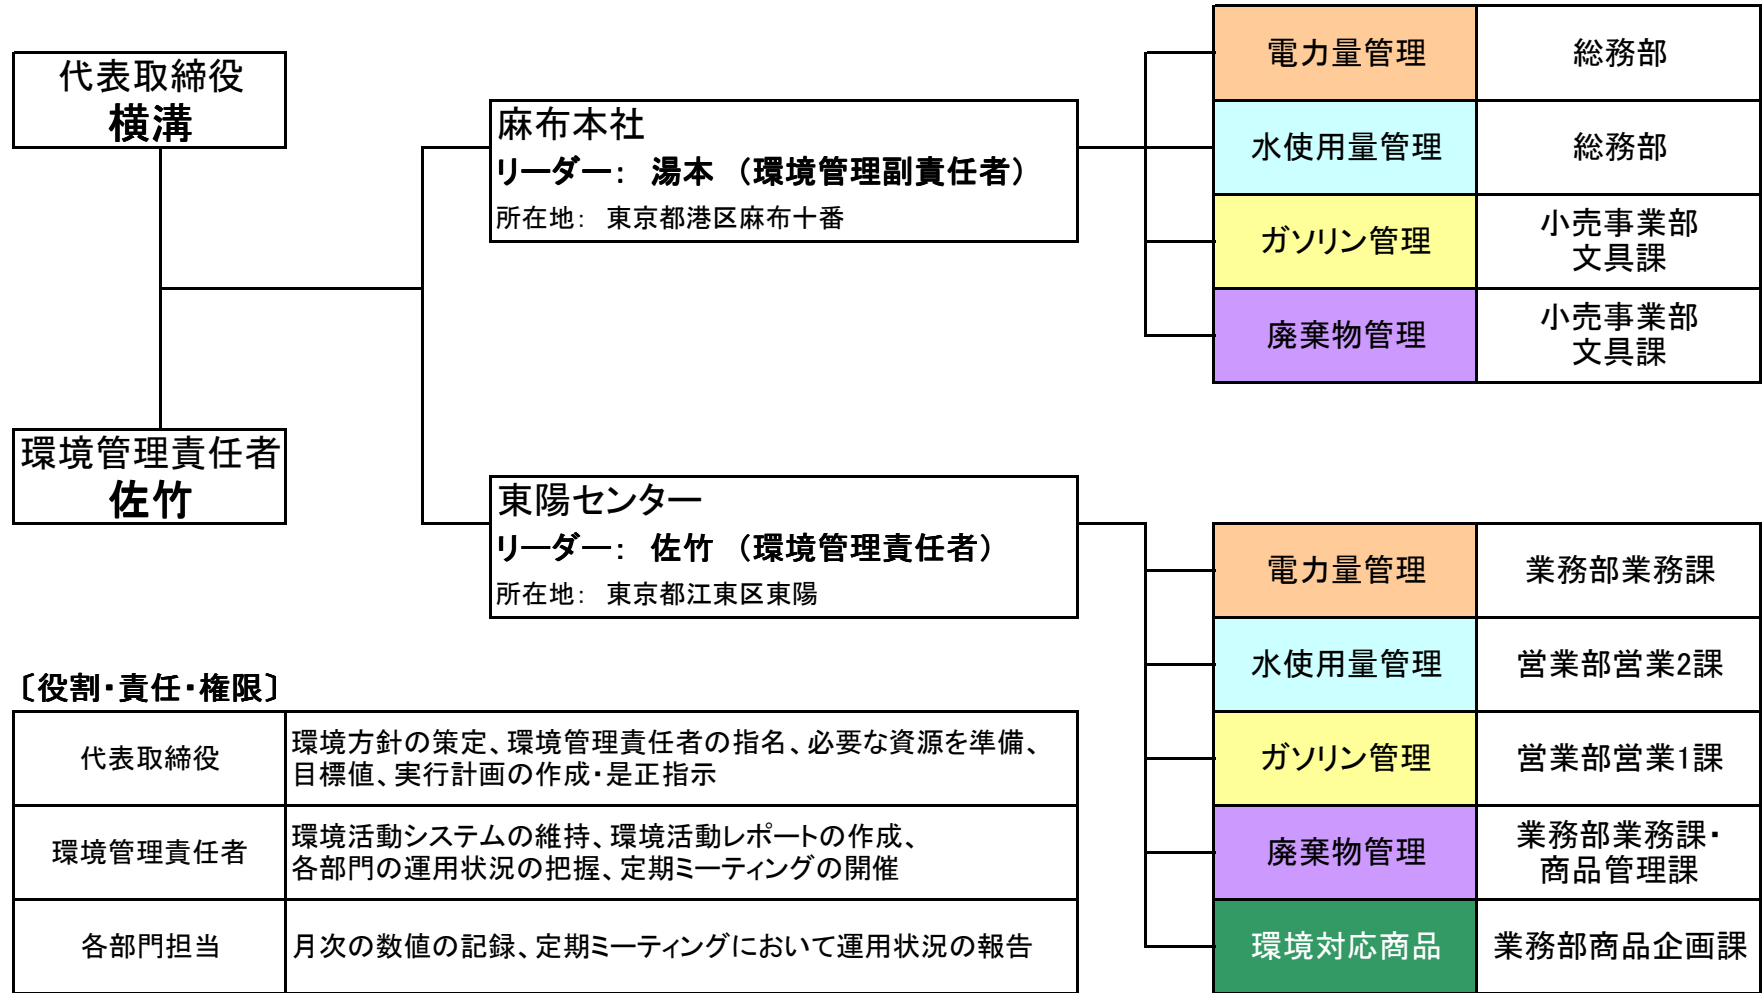 代表取締役
横溝
環境管理責任者
佐竹
麻布本社
リーダー： 湯本 （環境管理副責任者）
所在地： 東京都港区麻布十番
電力量管理
総務部
水使用量管理
総務部
ガソリン管理
小売事業部
文具課
廃棄物管理
小売事業部
文具課
東陽センター
リーダー： 佐竹 （環境管理責任者）
所在地： 東京都江東区東陽
電力量管理
業務部業務課
水使用量管理
営業部営業2課
ガソリン管理
営業部営業1課
廃棄物管理
業務部業務課・
商品管理課
環境対応商品
業務部商品企画課
〔役割・責任・権限〕
代表取締役
環境方針の策定、環境管理責任者の指名、必要な資源を準備、
目標値、実行計画の作成・是正指示
環境管理責任者
環境活動システムの維持、環境活動レポートの作成、
各部門の運用状況の把握、定期ミーティングの開催
各部門担当
月次の数値の記録、定期ミーティングにおいて運用状況の報告